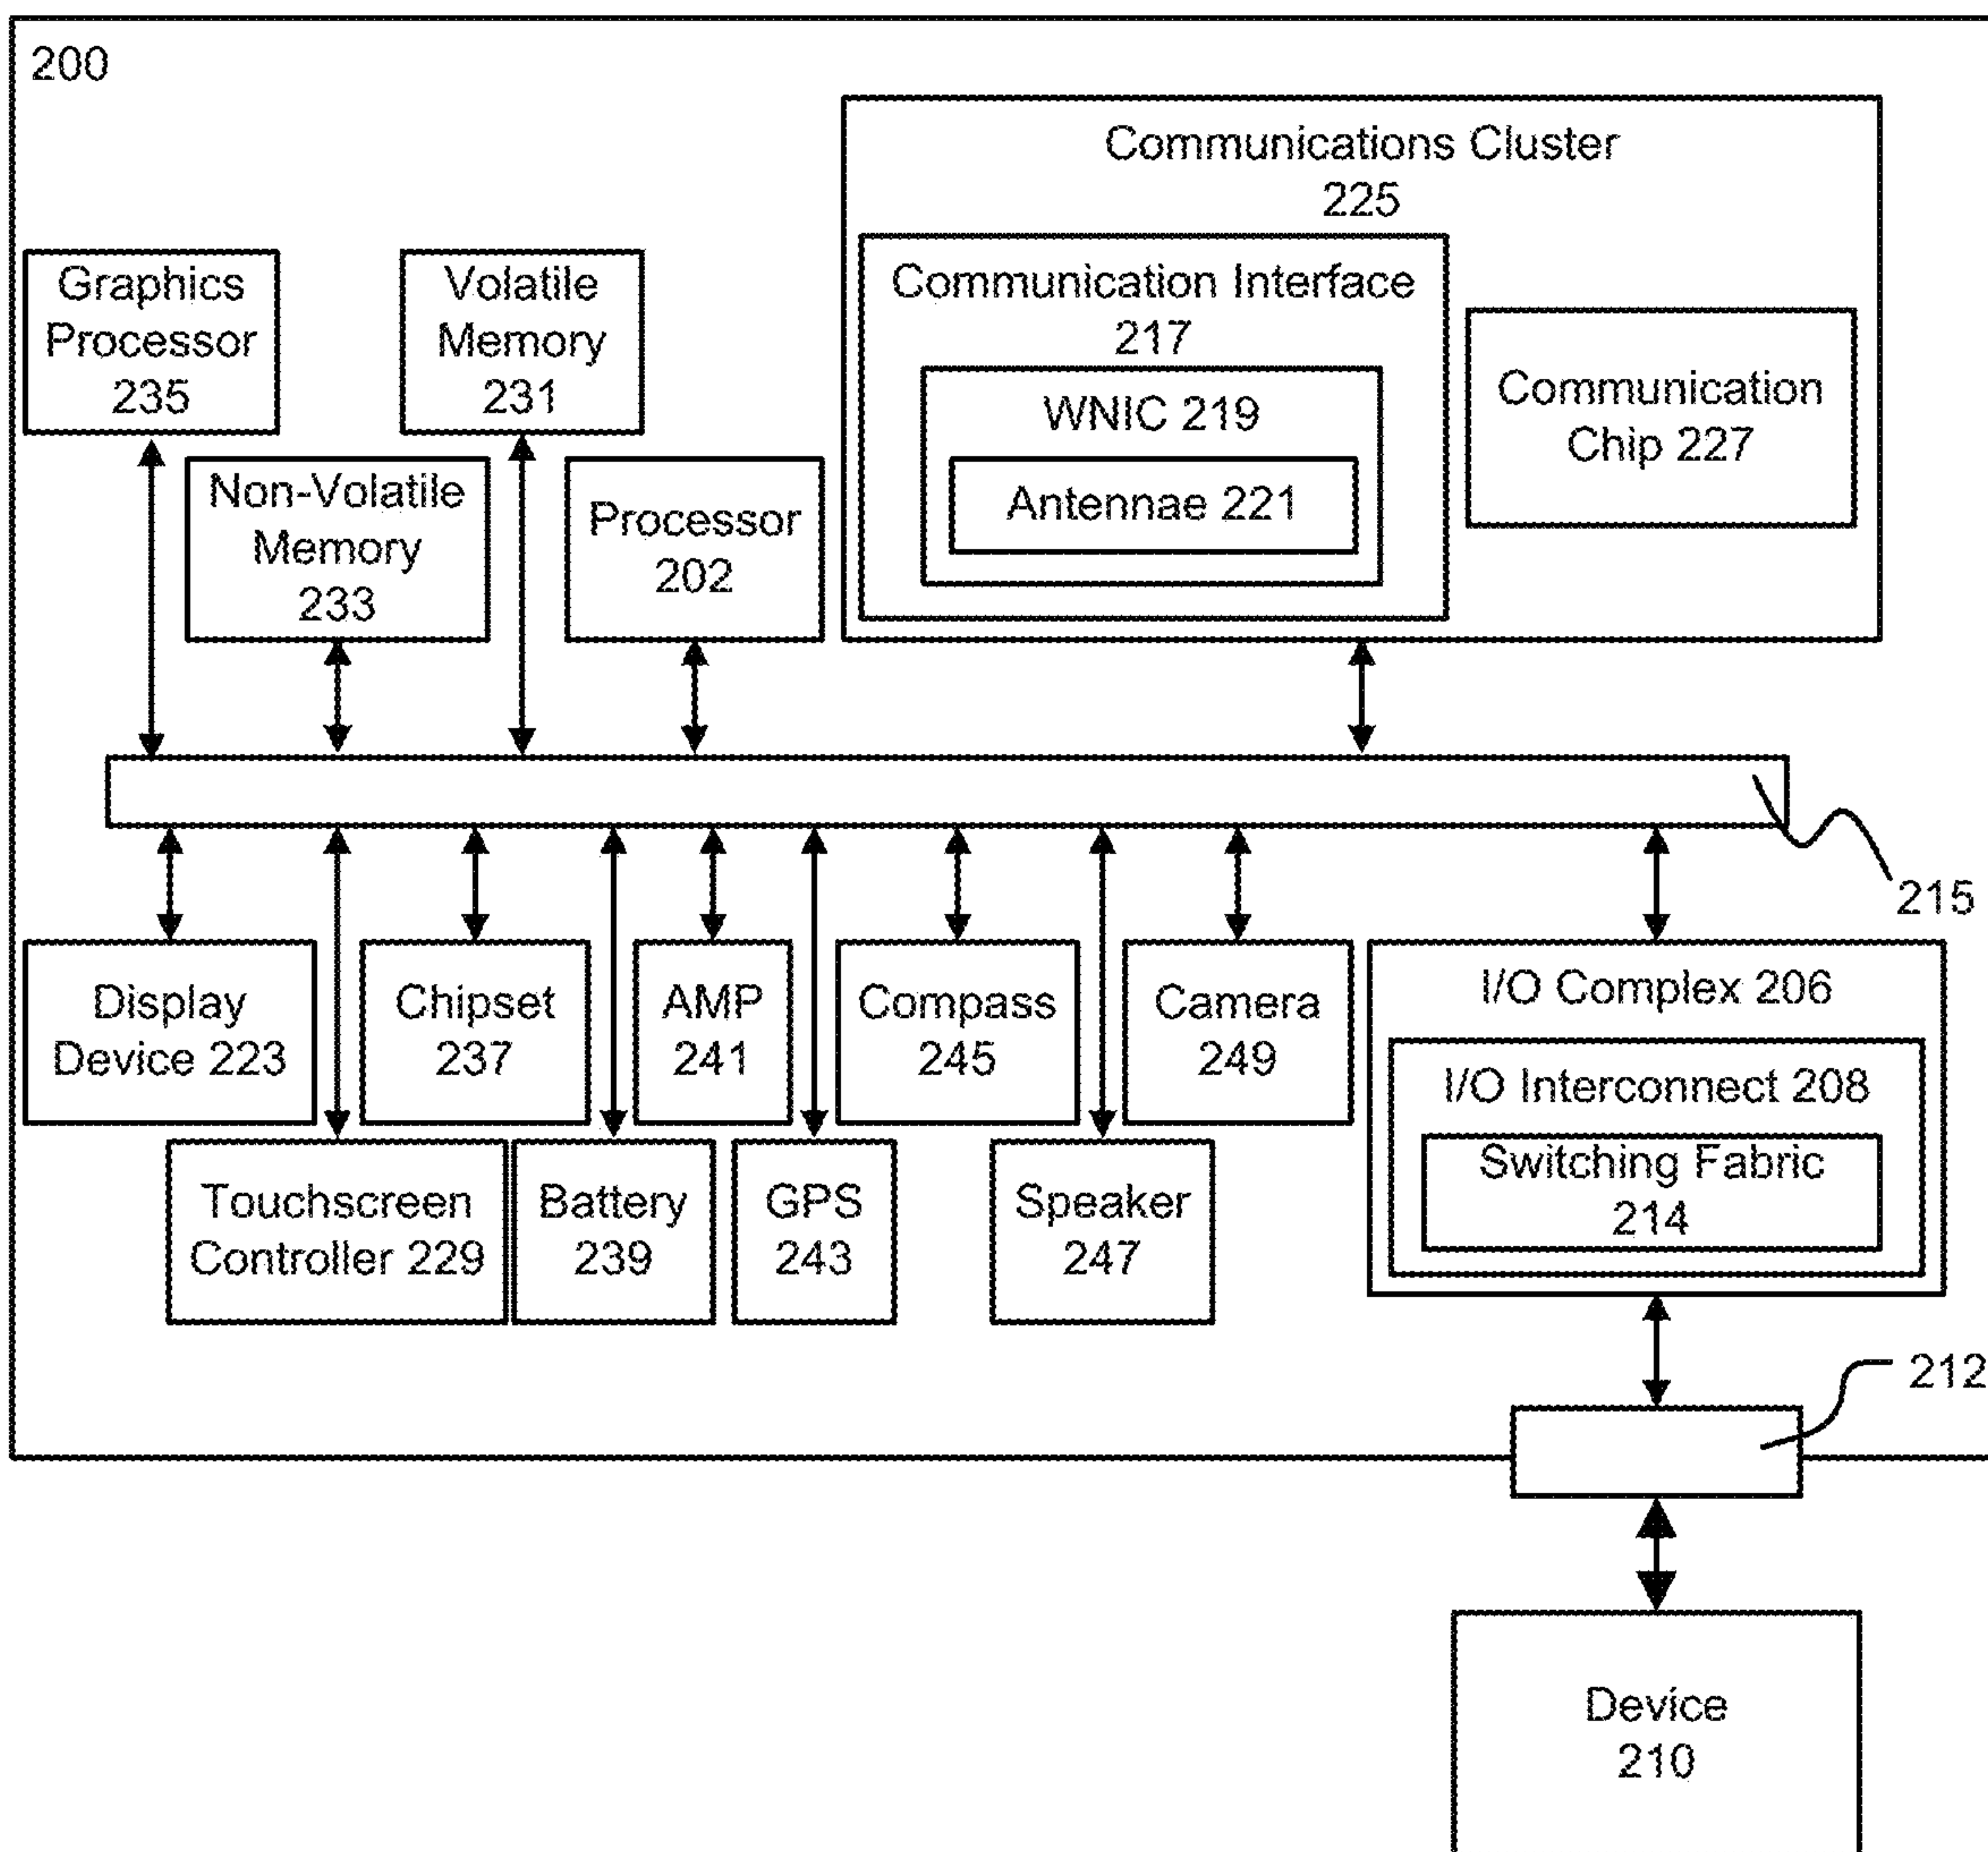 200
Communications Cluster
225
Graphics
Processor
235
Volatile
Memory
231
Communication Interface
217
WNIC 219
Antennae 221
Communication
Chip 227
Non-Volatile
Memory
233
Processor
202
215
Display
Device 223
Chipset
237
AMP
241
Compass
245
Camera
249
I/O Complex 206
I/O Interconnect 208
Switching Fabric
214
Touchscreen
Controller 229
Battery
239
GPS
243
Speaker
247
212
Device
210